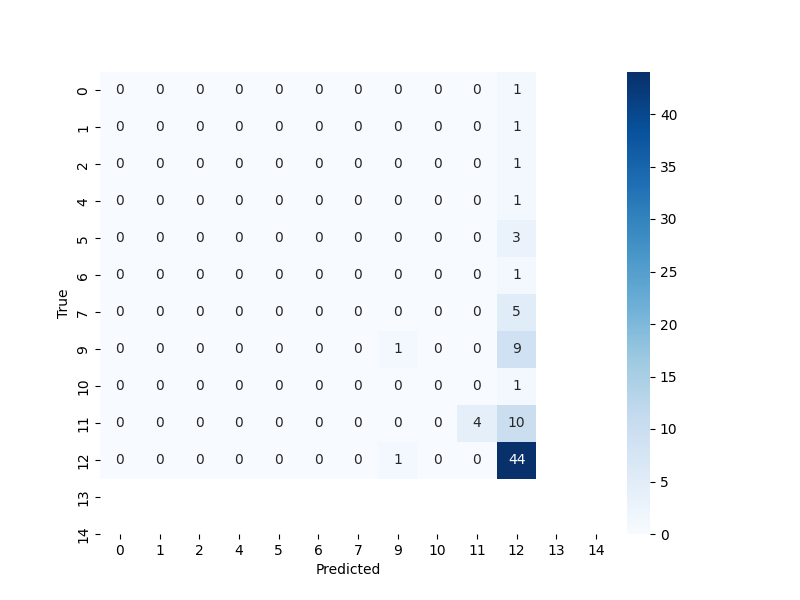 0 0 0 0 0 0 0 0 0 0 0 1
1 0 0 0 0 0 0 0 0 0 0 1
2 0 0 0 0 0 0 0 0 0 0 1
4 0 0 0 0 0 0 0 0 0 0 1
5 0 0 0 0 0 0 0 0 0 0 3
6 0 0 0 0 0 0 0 0 0 0 1
7 0 0 0 0 0 0 0 0 0 0 5
9 0 0 0 0 0 0 0 1 0 0 9
10 0 0 0 0 0 0 0 0 0 0 1
11 0 0 0 0 0 0 0 0 0 4 10
12 0 0 0 0 0 0 0 1 0 0 44
13
14
True
0 1 2 4 5 6 7 9 10 11 12 13 14
Predicted
40
35
30
25
20
15
10
5
0